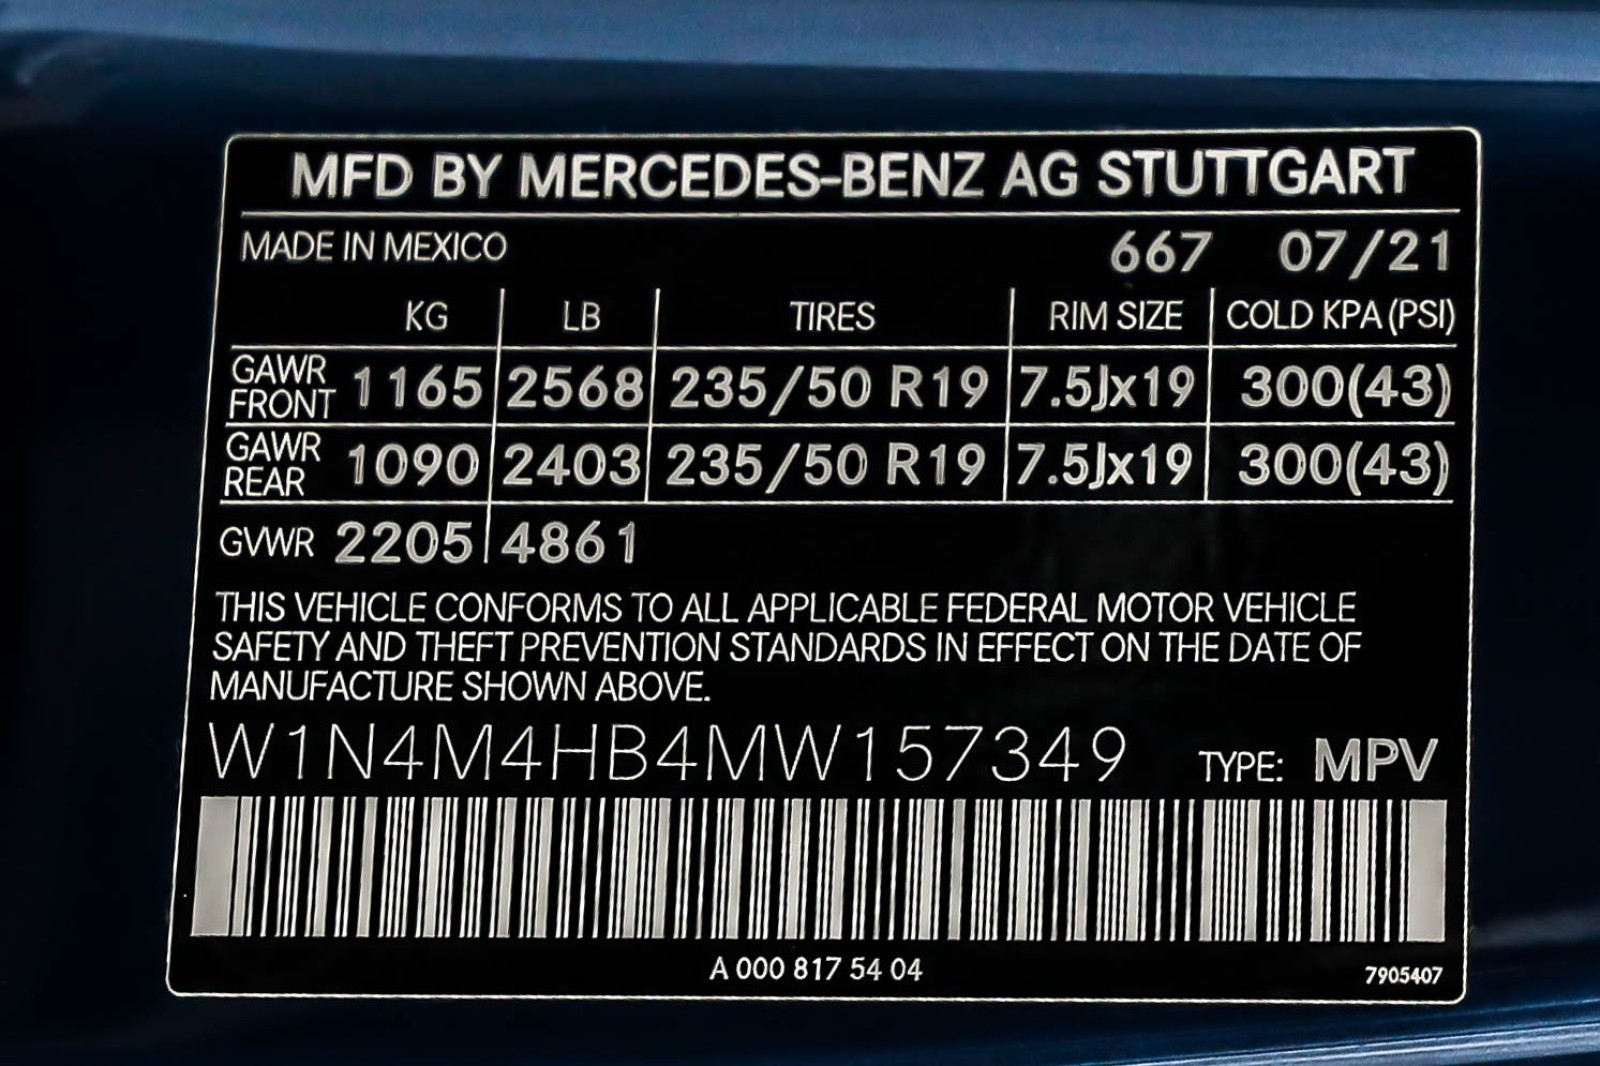 MFD BY MERCEDES-BENZ AG STUTTGART
MADE IN MEXICO 667 07/21
KG LB TIRES RIM SIZE COLD KPA (PSI)
GAWR FRONT 1165 2568 235/50 R19 7.5Jx19 300(43)
GAWR REAR 1090 2403 235/50 R19 7.5Jx19 300(43)
GVWR 2205 4861
THIS VEHICLE CONFORMS TO ALL APPLICABLE FEDERAL MOTOR VEHICLE
SAFETY AND THEFT PREVENTION STANDARDS IN EFFECT ON THE DATE OF
MANUFACTURE SHOWN ABOVE.
W1N4M4HB4MW157349 TYPE: MPV
A 000 817 54 04 7905407